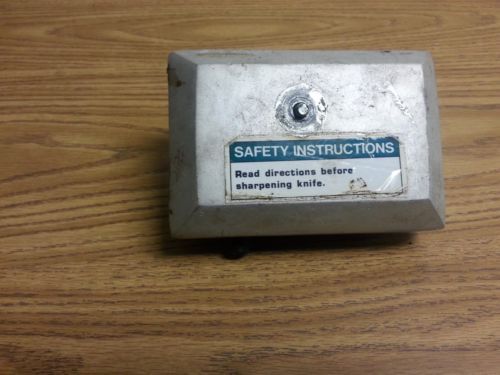 SAFETY INSTRUCTIONS
Read directions before
sharpening knife.